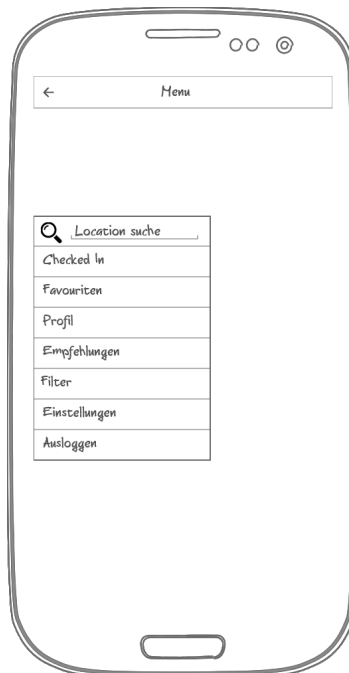 Menu
Location suche
Checked In
Favouriten
Profil
Empfehlungen
Filter
Einstellungen
Ausloggen